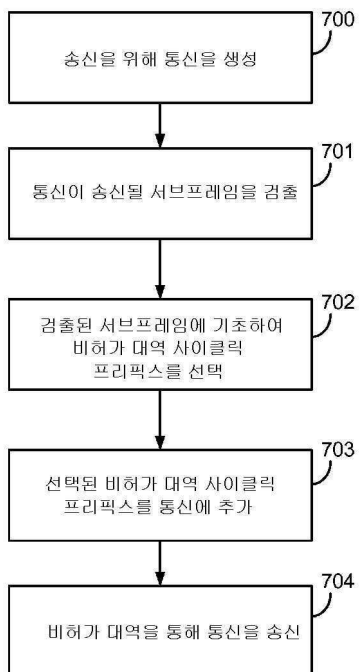 700
송신을 위해 통신을 생성
701
통신이 송신될 서브프레임을 검출
702
검출된 서브프레임에 기초하여
비허가 대역 사이클릭
프리픽스를 선택
703
선택된 비허가 대역 사이클릭
프리픽스를 통신에 추가
704
비허가 대역을 통해 통신을 송신